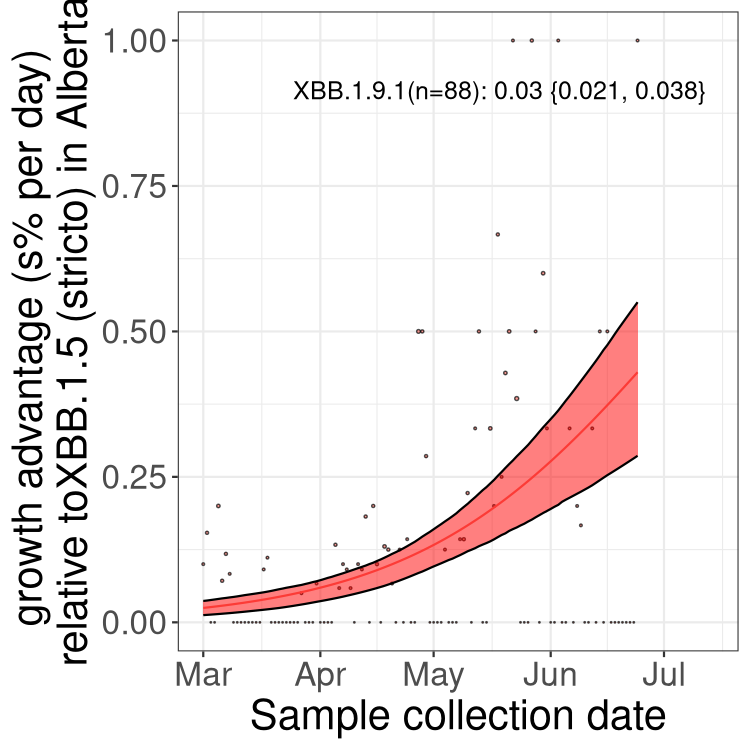 growth advantage (s% per day)
relative toXBB.1.5 (stricto) in Alberta
1.00
0.75
0.50
0.25
0.00
XBB.1.9.1(n=88): 0.03 {0.021, 0.038}
Mar Apr May Jun Jul
Sample collection date